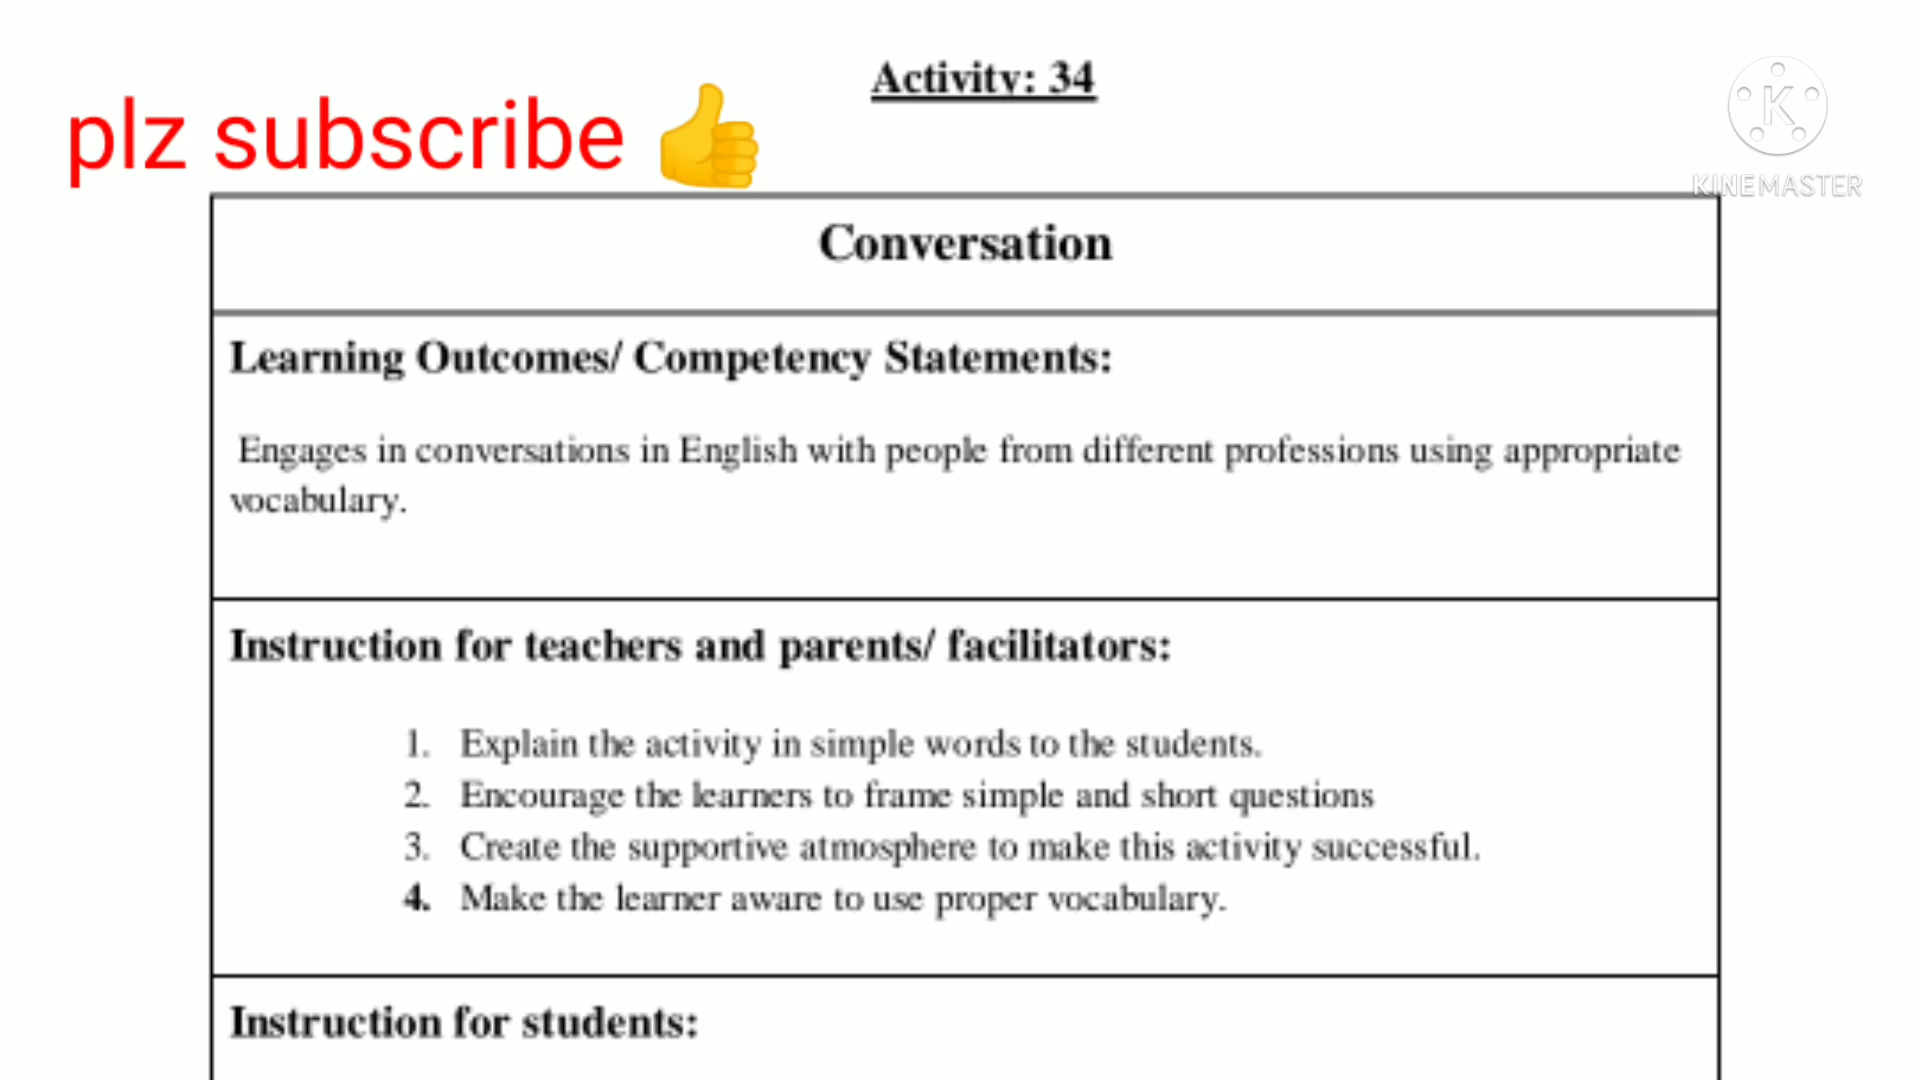 Activity: 34
plz subscribe 👍
KINEMASTER
Conversation
Learning Outcomes/ Competency Statements:
Engages in conversations in English with people from different professions using appropriate
vocabulary.
Instruction for teachers and parents/ facilitators:
1. Explain the activity in simple words to the students.
2. Encourage the learners to frame simple and short questions
3. Create the supportive atmosphere to make this activity successful.
4. Make the learner aware to use proper vocabulary.
Instruction for students: